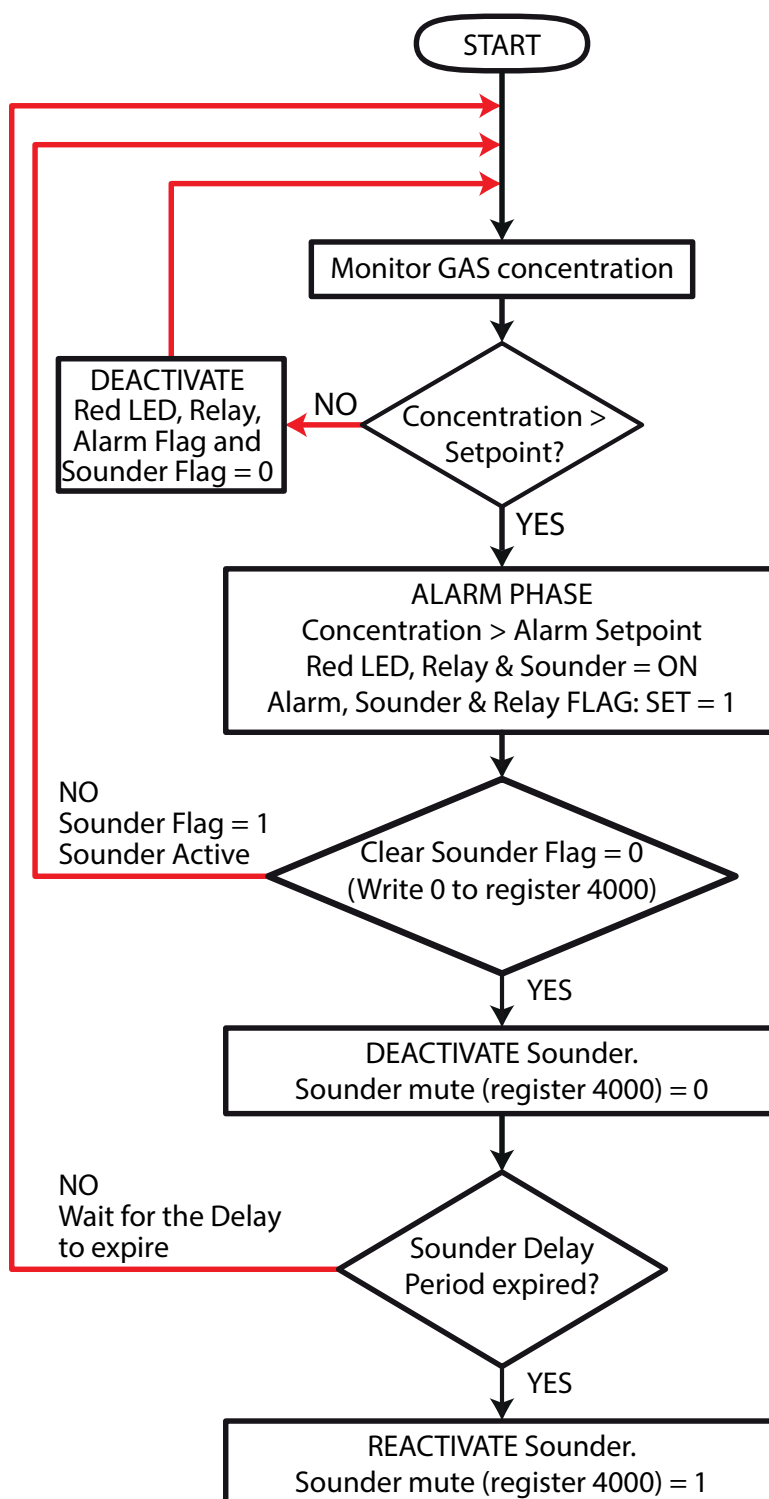 START
Monitor GAS concentration
Concentration >
Setpoint?
NO
DEACTIVATE
Red LED, Relay,
Alarm Flag and
Sounder Flag = 0
YES
ALARM PHASE
Concentration > Alarm Setpoint
Red LED, Relay & Sounder = ON
Alarm, Sounder & Relay FLAG: SET = 1
Clear Sounder Flag = 0
(Write 0 to register 4000)
NO
Sounder Flag = 1
Sounder Active
YES
DEACTIVATE Sounder.
Sounder mute (register 4000) = 0
Sounder Delay
Period expired?
NO
Wait for the Delay
to expire
YES
REACTIVATE Sounder.
Sounder mute (register 4000) = 1